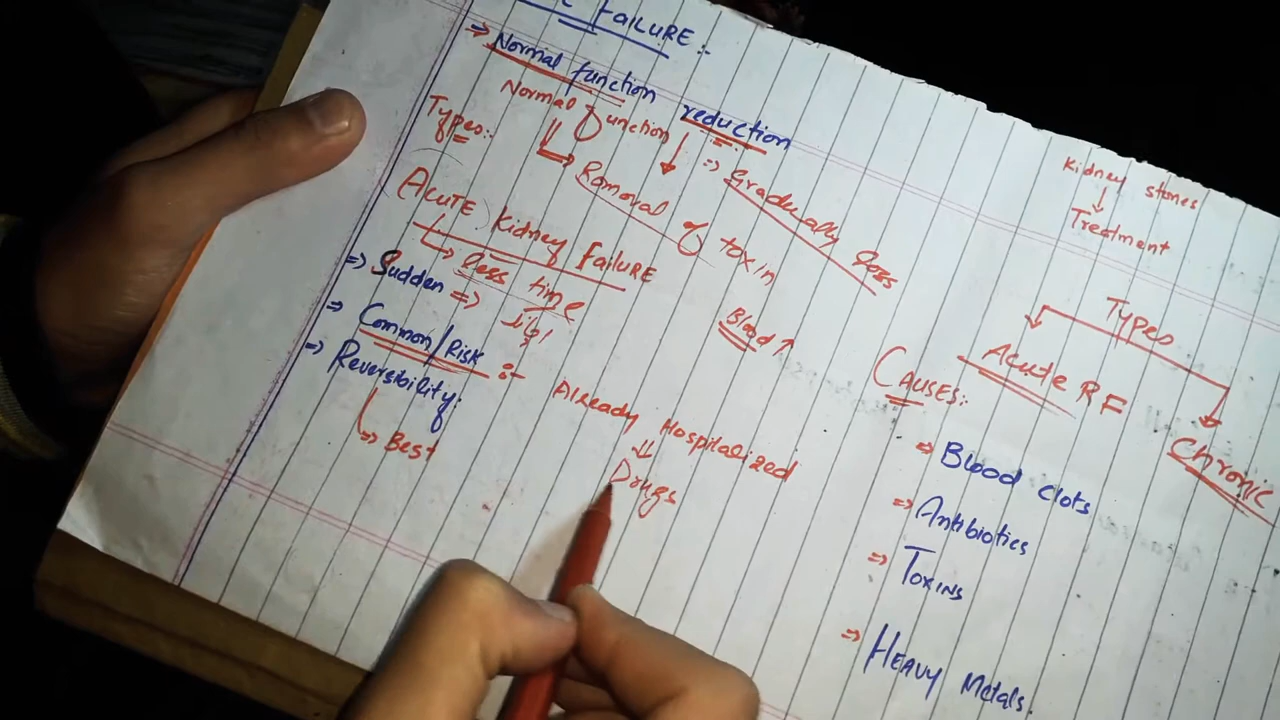 FAILURE:-
⇒ Normal function reduction
Normal function ↓ ⇒ Gradually loss
⇒ Removal of toxin
Types:
ACUTE Kidney FAILURE
↳ less time
⇒ Sudden ⇒
Blood ↑
⇒ Common/Risk :- Already Hospitalized
⇓
Drugs
⇒ Reversibility:
↳ Best
Kidney stones
↓
Treatment
Types
Acute RF
Chronic
CAUSES:
⇒ Blood clots
⇒ Antibiotics
⇒ Toxins
⇒ HEAVY Metals.